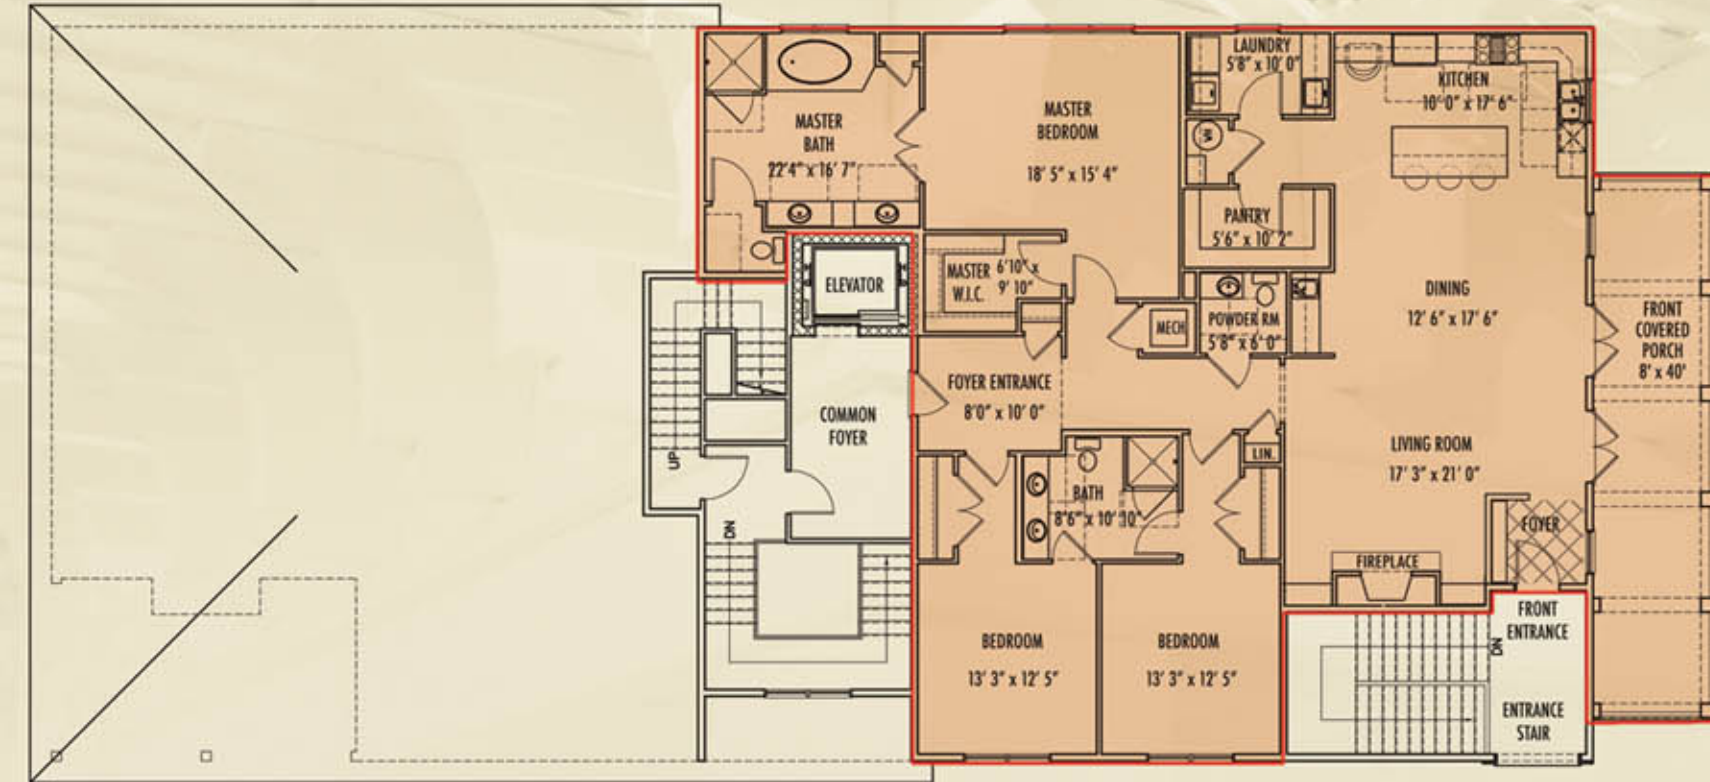 LAUNDRY
5'8" x 10' 0"
KITCHEN
10' 0" x 17' 6"
MASTER
BATH
22'4" x 16' 7"
MASTER
BEDROOM
18' 5" x 15' 4"
PANTRY
5'6" x 10' 2"
ELEVATOR
MASTER
W.I.C.
6'10" x
9' 10"
MECH
POWDER RM
5'8" x 6' 0"
DINING
12' 6" x 17' 6"
FRONT
COVERED
PORCH
8' x 40'
FOYER ENTRANCE
8'0" x 10' 0"
COMMON
FOYER
UP
DN
LIVING ROOM
17' 3" x 21' 0"
LIN.
BATH
8'6" x 10' 10"
FOYER
FIREPLACE
BEDROOM
13' 3" x 12' 5"
BEDROOM
13' 3" x 12' 5"
FRONT
ENTRANCE
DN
ENTRANCE
STAIR